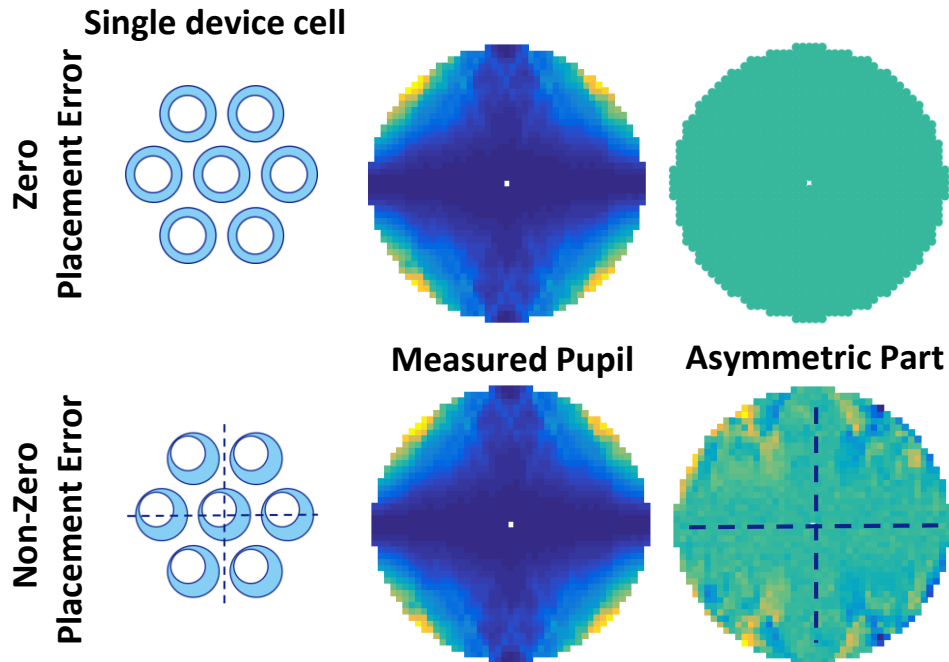 Single device cell
Zero
Placement Error
Measured Pupil
Asymmetric Part
Non-Zero
Placement Error